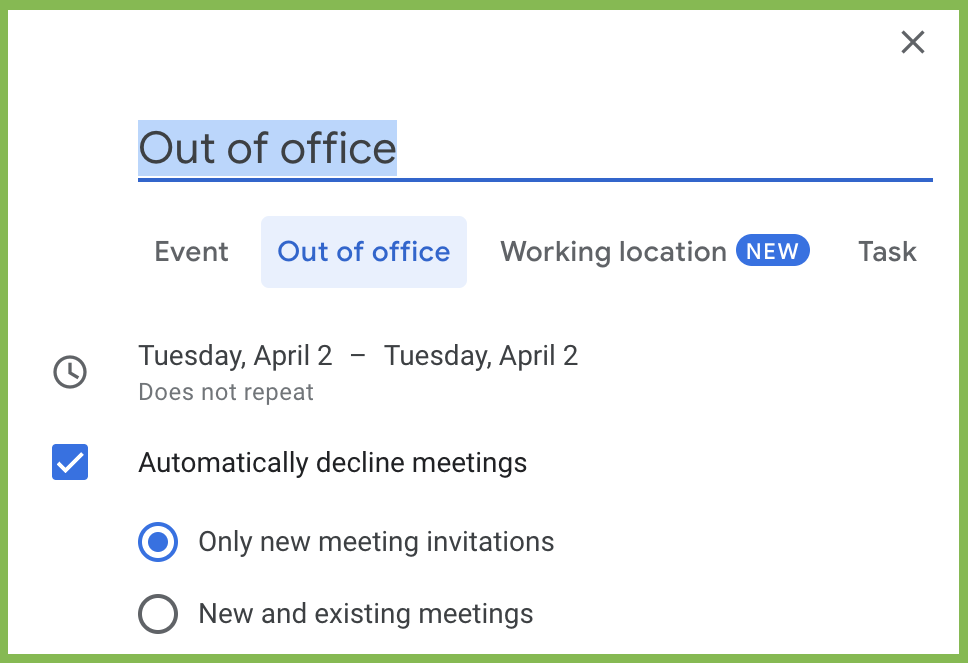 Out of office
Event Out of office Working location NEW Task
Tuesday, April 2 – Tuesday, April 2
Does not repeat
Automatically decline meetings
Only new meeting invitations
New and existing meetings